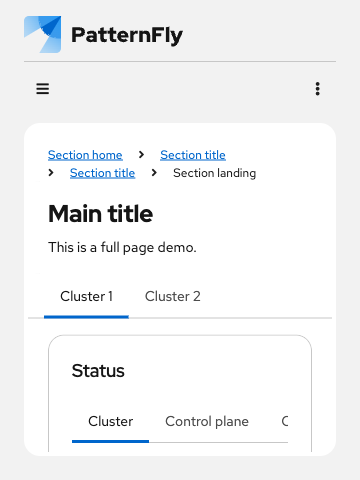 PatternFly
Section home Section title
Section title Section landing
Main title
This is a full page demo.
Cluster 1 Cluster 2
Status
Cluster Control plane